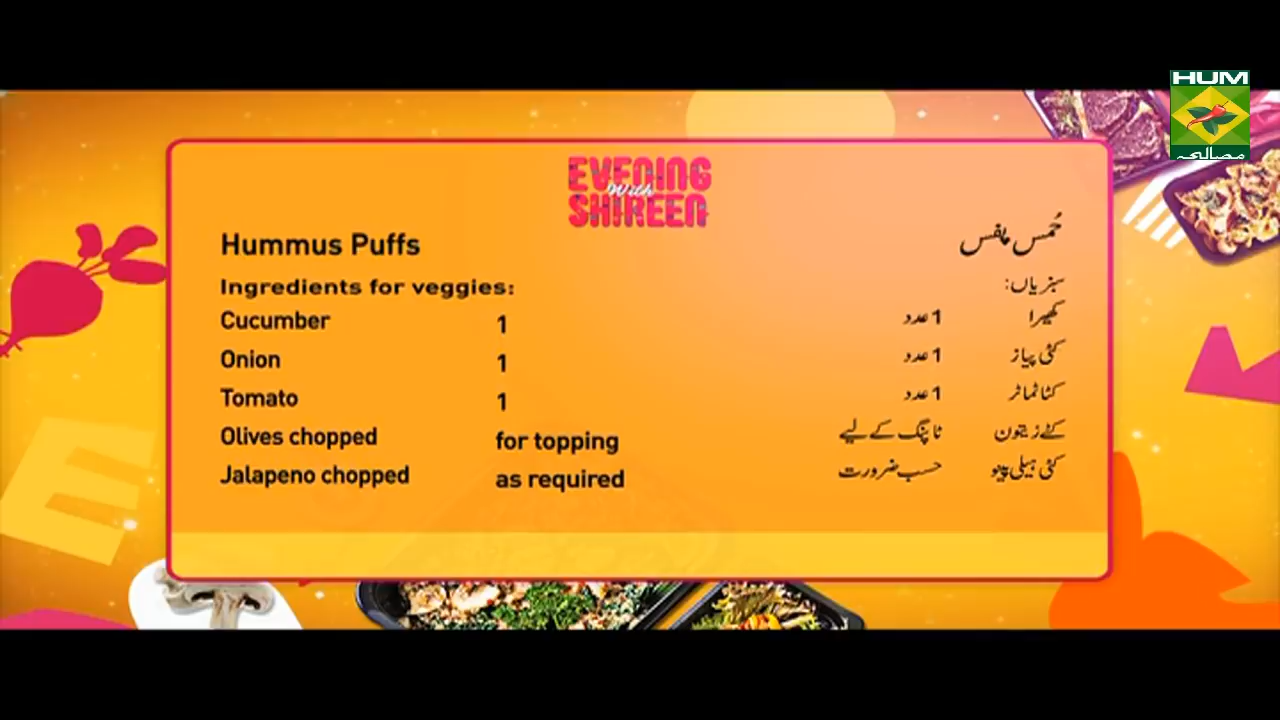 HUM
مصالحہ
EVENING
With
SHIREEN
Hummus Puffs
حُمس پفس
Ingredients for veggies:
سبزیاں:
Cucumber 1
کھیرا 1 عدد
Onion 1
کٹی پیاز 1 عدد
Tomato 1
کٹا ٹماٹر 1 عدد
Olives chopped for topping
کٹے زیتون ٹاپنگ کے لیے
Jalapeno chopped as required
کٹی ہیلی پینو حسب ضرورت